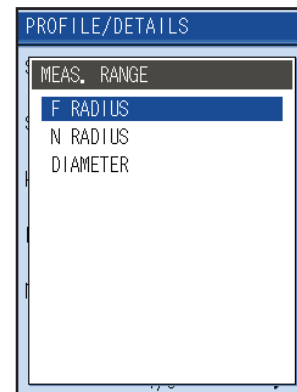 PROFILE/DETAILS
MEAS. RANGE
F RADIUS
N RADIUS
DIAMETER